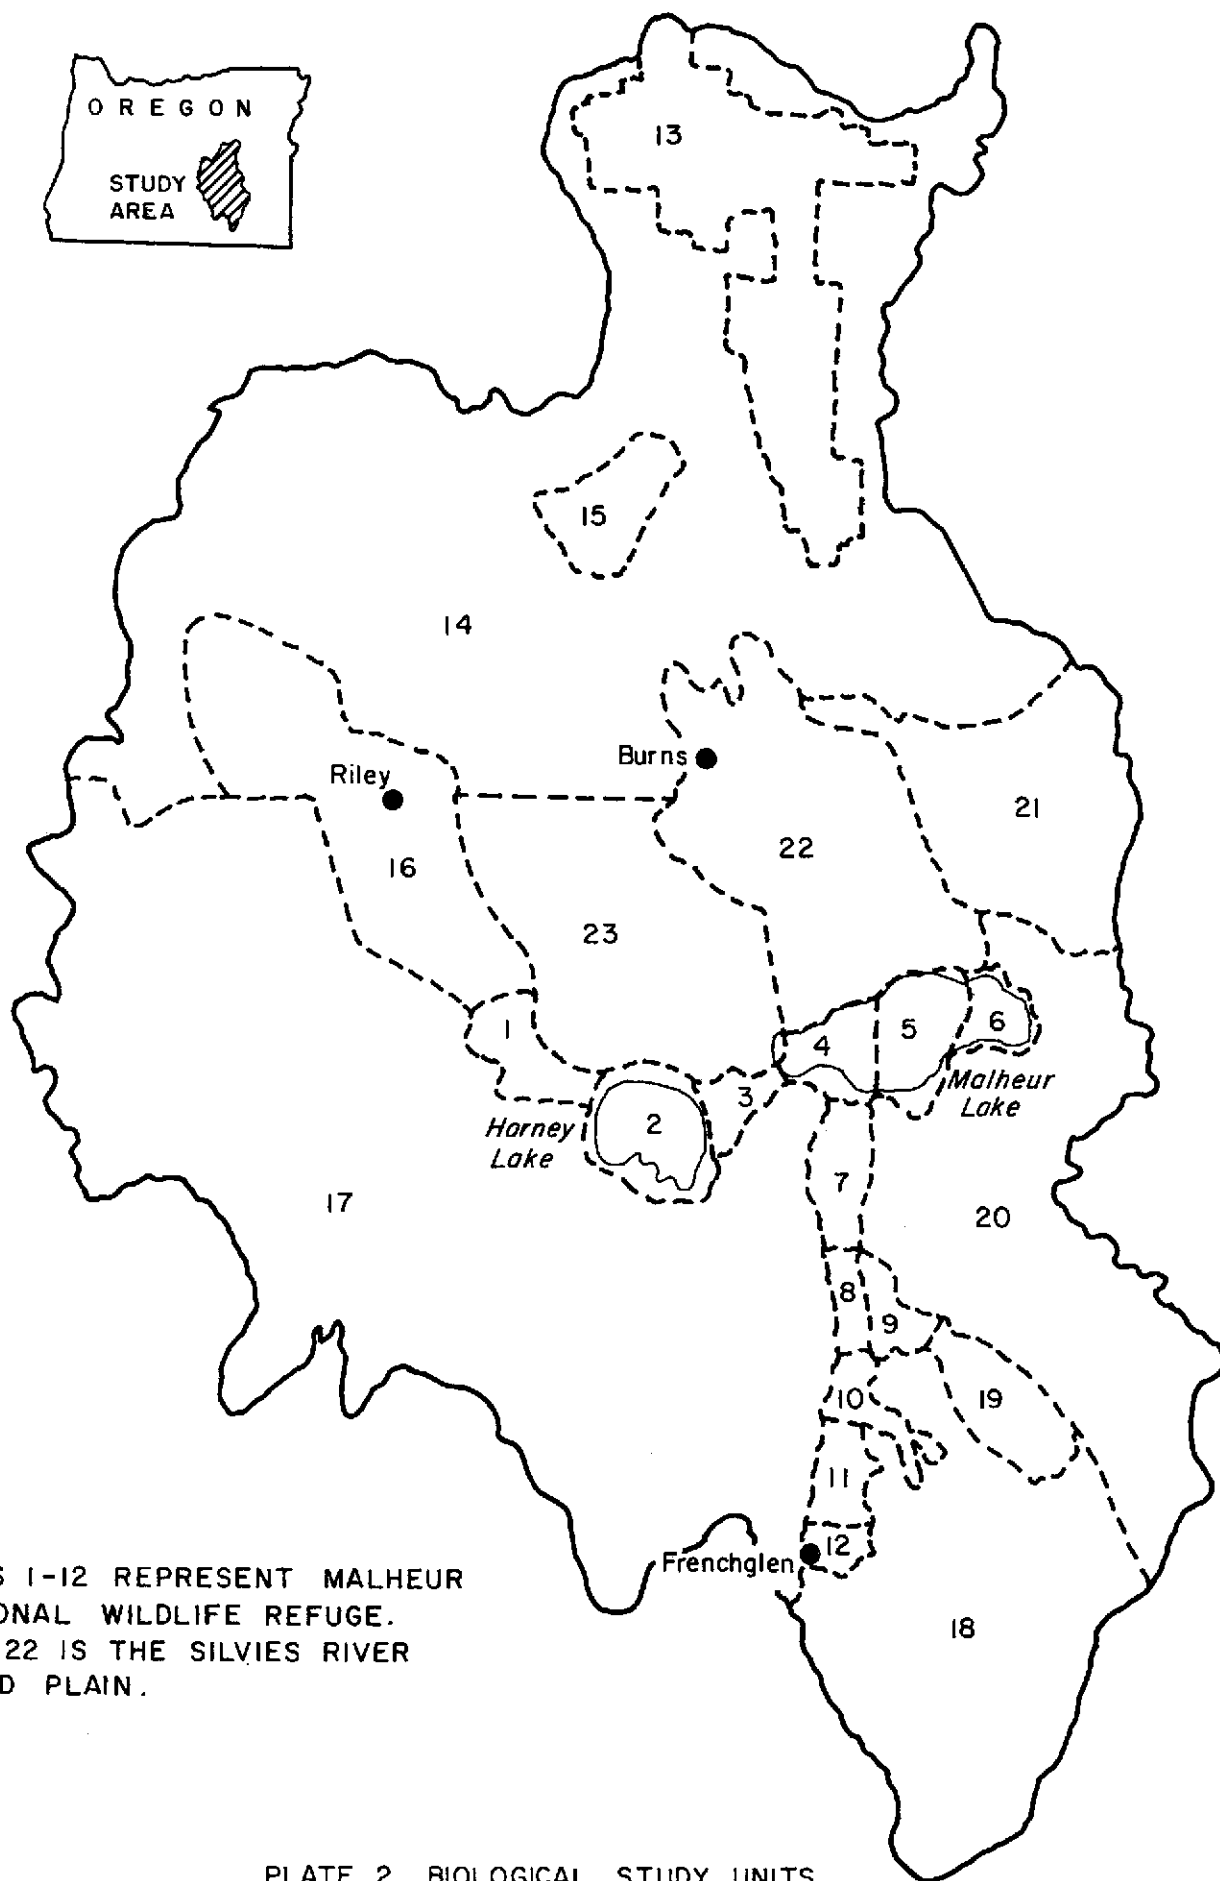 OREGON
STUDY
AREA
13
15
14
Burns
Riley
21
22
16
23
1
5
6
4
Malheur
Lake
3
2
Harney
Lake
7
17
20
8
9
19
10
11
12
Frenchglen
S 1-12 REPRESENT MALHEUR
ONAL WILDLIFE REFUGE.
22 IS THE SILVIES RIVER
D PLAIN.
18
PLATE 2 BIOLOGICAL STUDY UNITS